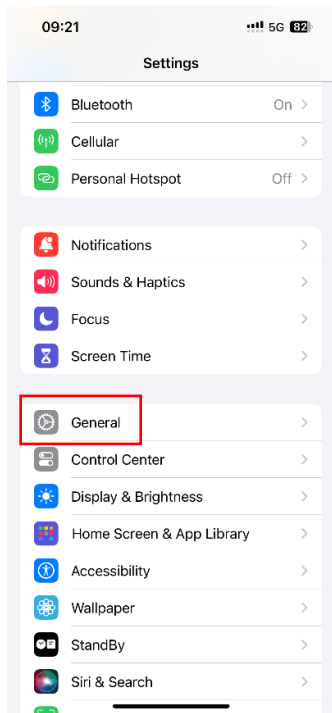 09:21 5G 82
Settings
Bluetooth On
Cellular
Personal Hotspot Off
Notifications
Sounds & Haptics
Focus
Screen Time
General
Control Center
Display & Brightness
Home Screen & App Library
Accessibility
Wallpaper
StandBy
Siri & Search